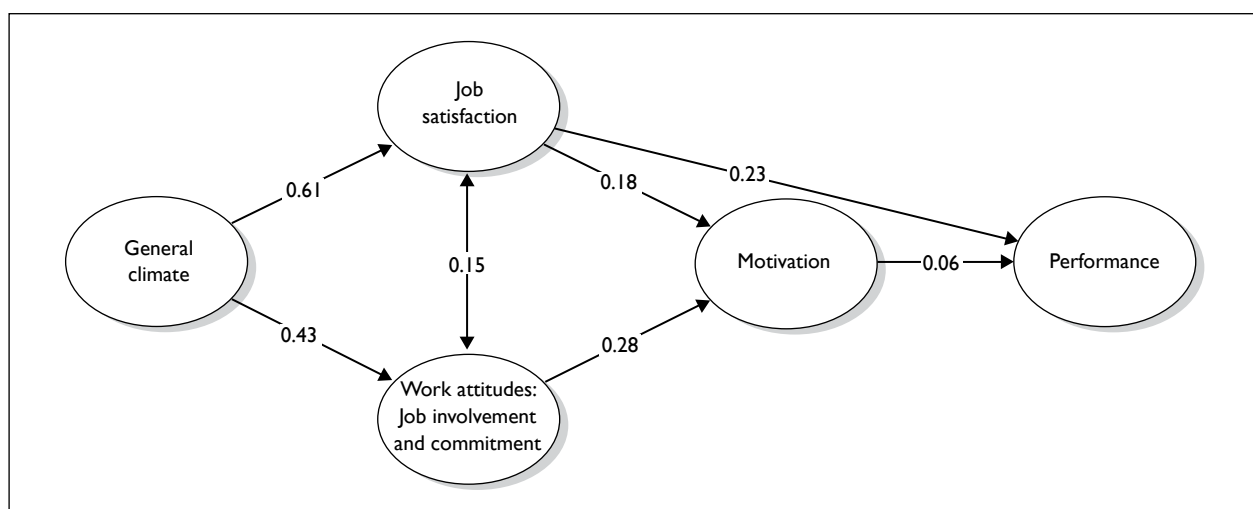 Job
satisfaction
0.61
0.18
0.23
General
climate
0.15
Motivation
0.06
Performance
0.43
0.28
Work attitudes:
Job involvement
and commitment